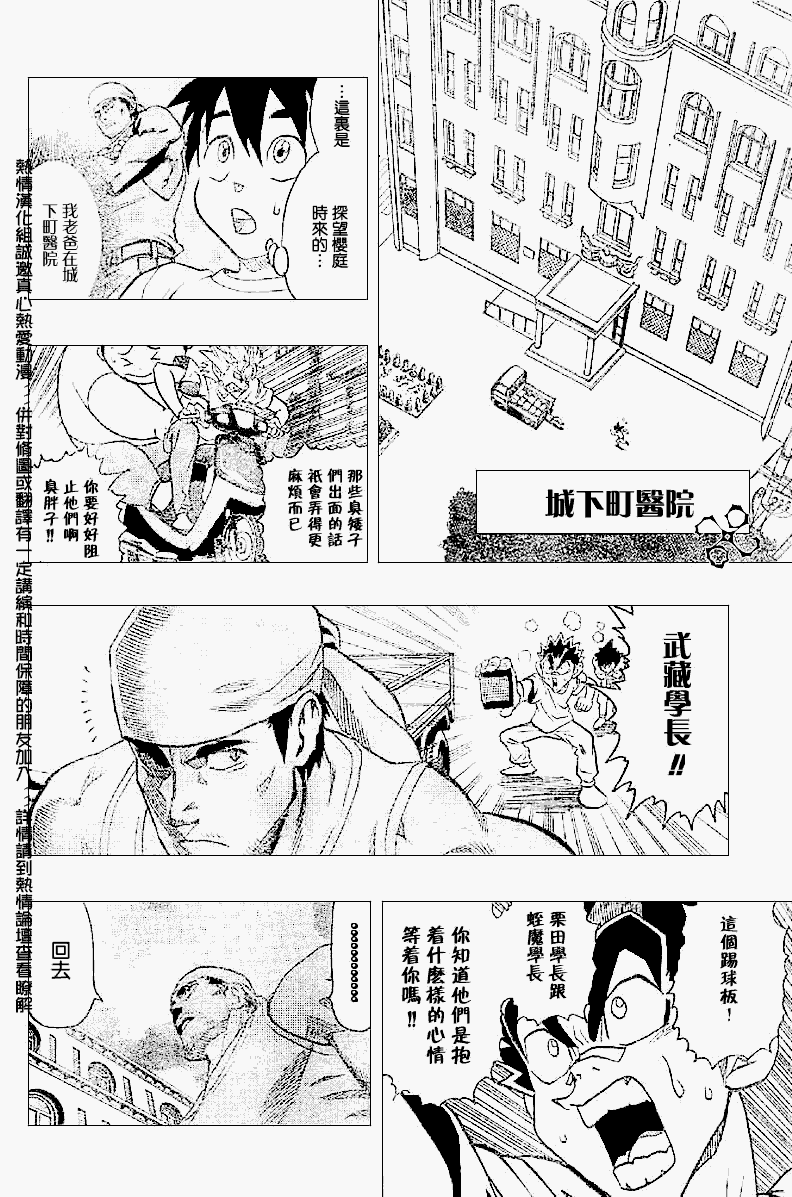 城下町醫院
…這裏是
探望櫻庭
時來的…
我老爸在城
下町醫院
那些臭矮子
們出面的話
衹會弄得更
麻煩而已
你要好好阻
止他們啊
臭胖子!!
武藏學長!!
這個踢球板!
栗田學長跟
蛭魔學長
你知道他們是抱
着什麼樣的心情
等着你嗎!!
…………
回去
熱情漢化組誠邀真心熱愛動漫,併對修圖或翻譯有一定講綱和時間保障的朋友加入,詳情請到熱情論壇查看瞭解